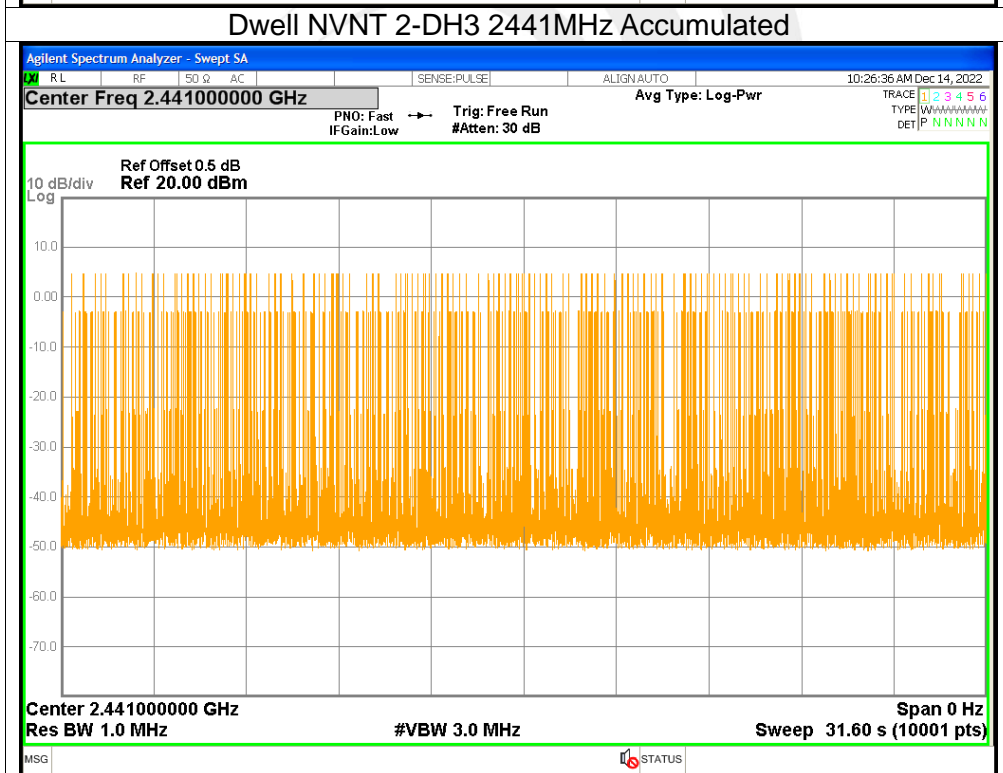 Dwell NVNT 2-DH3 2441MHz Accumulated
Agilent Spectrum Analyzer - Swept SA
LXI RL RF 50 Ω AC SENSE:PULSE ALIGN AUTO 10:26:36 AM Dec 14, 2022
Center Freq 2.441000000 GHz Avg Type: Log-Pwr TRACE 1 2 3 4 5 6
PNO: Fast Trig: Free Run TYPE WWWWWW
IFGain:Low #Atten: 30 dB DET P N N N N N
Ref Offset 0.5 dB
10 dB/div Ref 20.00 dBm
Log
10.0
0.00
-10.0
-20.0
-30.0
-40.0
-50.0
-60.0
-70.0
Center 2.441000000 GHz Span 0 Hz
Res BW 1.0 MHz #VBW 3.0 MHz Sweep 31.60 s (10001 pts)
MSG STATUS